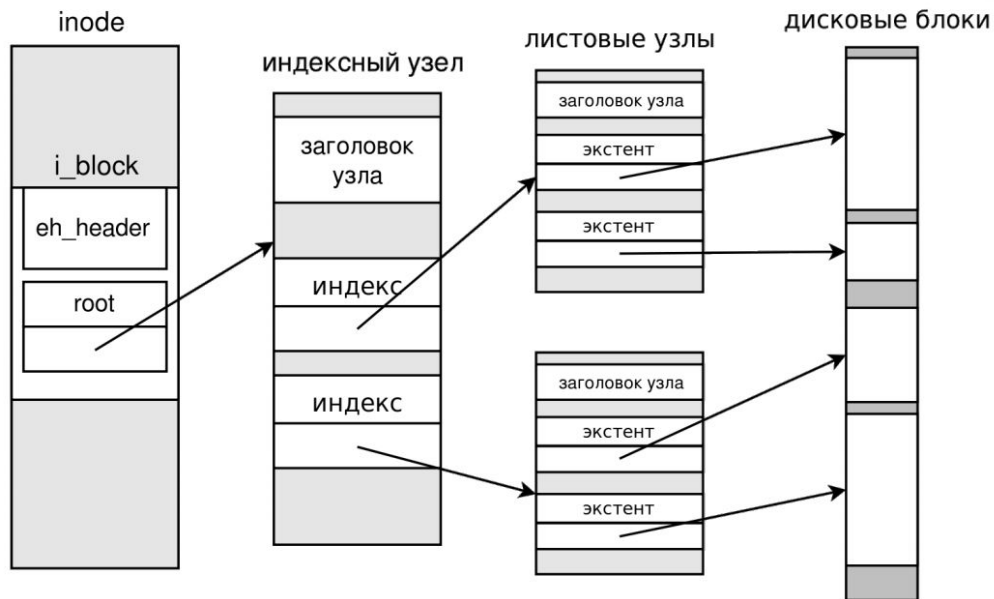 inode
i_block
eh_header
root
индексный узел
заголовок
узла
индекс
индекс
листовые узлы
заголовок узла
экстент
экстент
заголовок узла
экстент
экстент
дисковые блоки